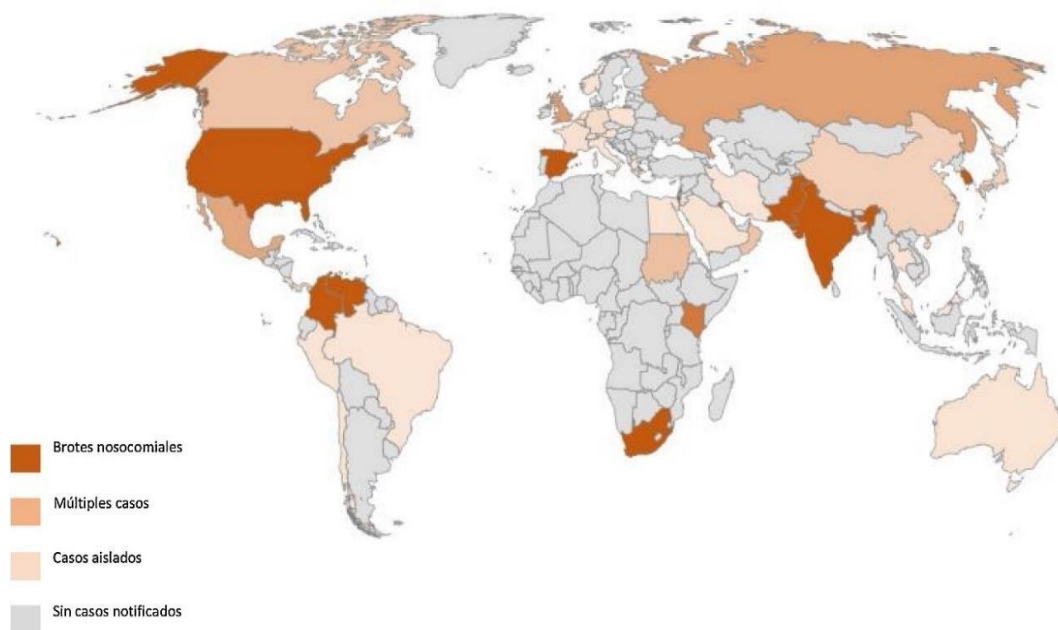 Brotes nosocomiales
Múltiples casos
Casos aislados
Sin casos notificados